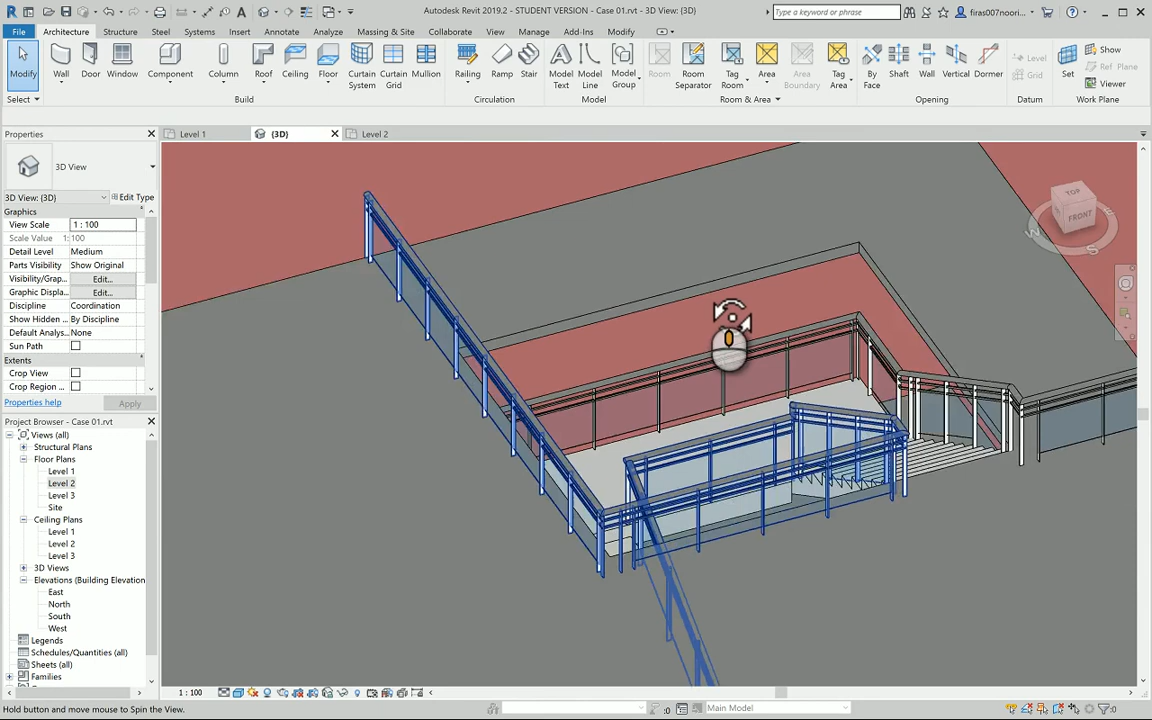 Autodesk Revit 2019.2 - STUDENT VERSION - Case 01.rvt - 3D View: {3D}
Type a keyword or phrase
firas007noori...
File Architecture Structure Steel Systems Insert Annotate Analyze Massing & Site Collaborate View Manage Add-Ins Modify
Modify
Wall
Door
Window
Component
Column
Roof
Ceiling
Floor
Curtain System
Curtain Grid
Mullion
Railing
Ramp
Stair
Model Text
Model Line
Model Group
Room
Room Separator
Tag Room
Area
Area Boundary
Tag Area
By Face
Shaft
Wall
Vertical
Dormer
Level
Grid
Set
Show
Ref Plane
Viewer
Select
Build
Circulation
Model
Room & Area
Opening
Datum
Work Plane
Properties
Level 1
{3D}
Level 2
3D View
3D View: {3D}
Edit Type
Graphics
View Scale 1 : 100
Scale Value 1: 100
Detail Level Medium
Parts Visibility Show Original
Visibility/Grap... Edit...
Graphic Displa... Edit...
Discipline Coordination
Show Hidden ... By Discipline
Default Analys... None
Sun Path
Extents
Crop View
Crop Region ...
Properties help
Apply
Project Browser - Case 01.rvt
Views (all)
Structural Plans
Floor Plans
Level 1
Level 2
Level 3
Site
Ceiling Plans
Level 1
Level 2
Level 3
3D Views
Elevations (Building Elevation
East
North
South
West
Legends
Schedules/Quantities (all)
Sheets (all)
Families
TOP
FRONT
W
S
1 : 100
Hold button and move mouse to Spin the View.
:0
Main Model
:0